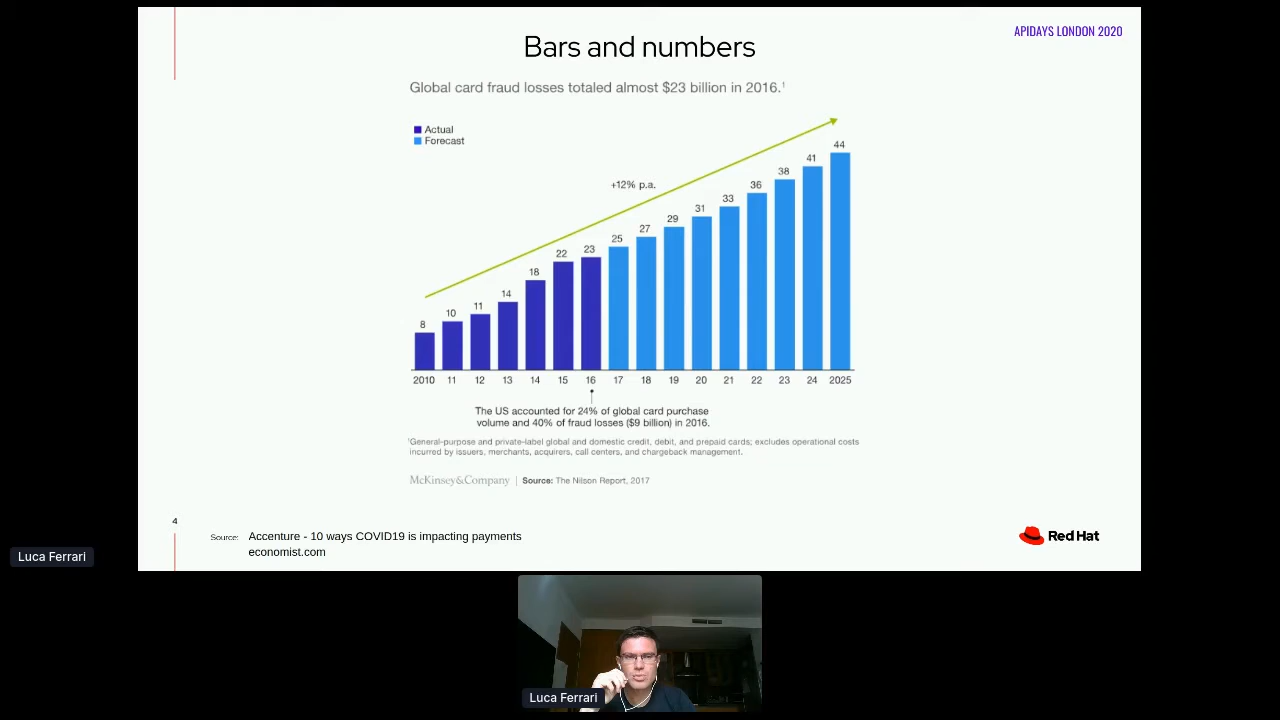 APIDAYS LONDON 2020
Bars and numbers
Global card fraud losses totaled almost $23 billion in 2016.¹
Actual
Forecast
+12% p.a.
8 10 11 14 18 22 23 25 27 29 31 33 36 38 41 44
2010 11 12 13 14 15 16 17 18 19 20 21 22 23 24 2025
The US accounted for 24% of global card purchase
volume and 40% of fraud losses ($9 billion) in 2016.
¹General-purpose and private-label global and domestic credit, debit, and prepaid cards; excludes operational costs
incurred by issuers, merchants, acquirers, call centers, and chargeback management.
McKinsey&Company | Source: The Nilson Report, 2017
4
Source: Accenture - 10 ways COVID19 is impacting payments
economist.com
Red Hat
Luca Ferrari
Luca Ferrari